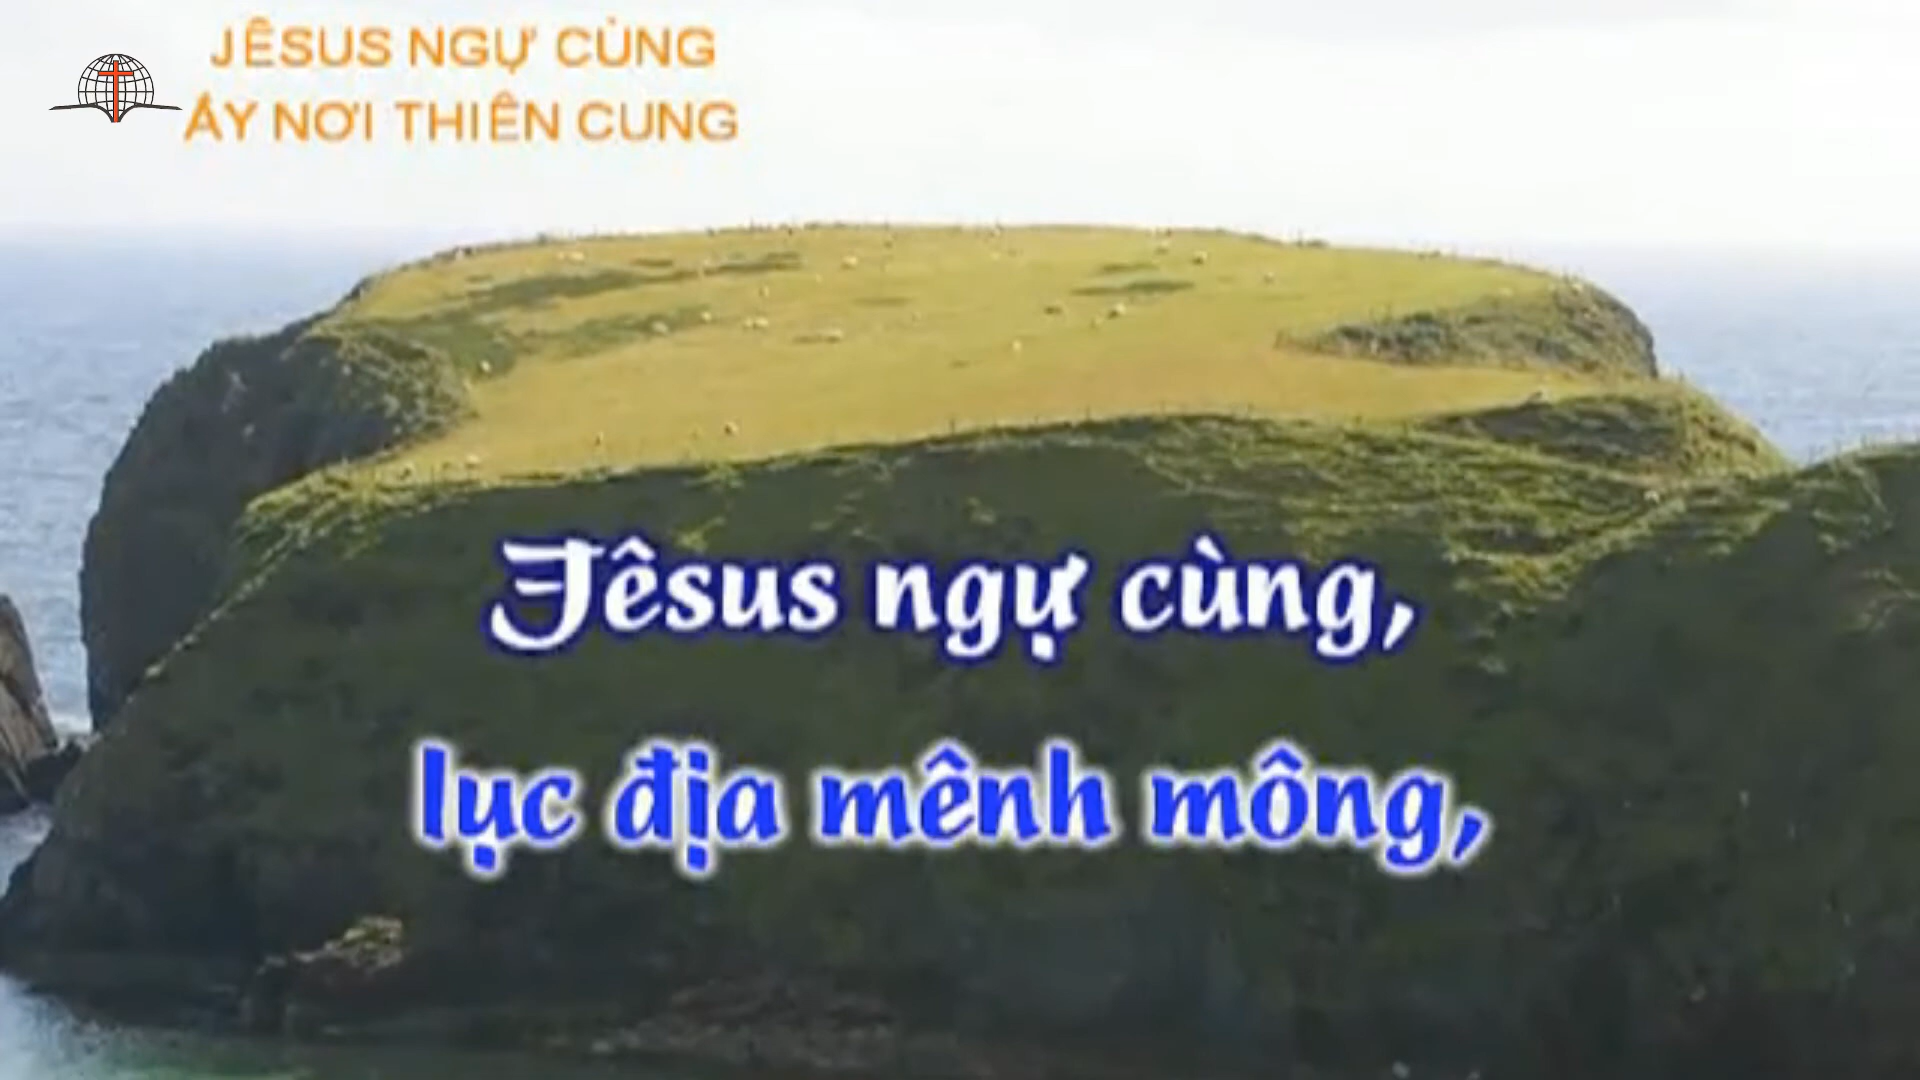 JÊSUS NGỰ CÙNG
ẤY NƠI THIÊN CUNG
Jêsus ngự cùng,
lục địa mênh mông,